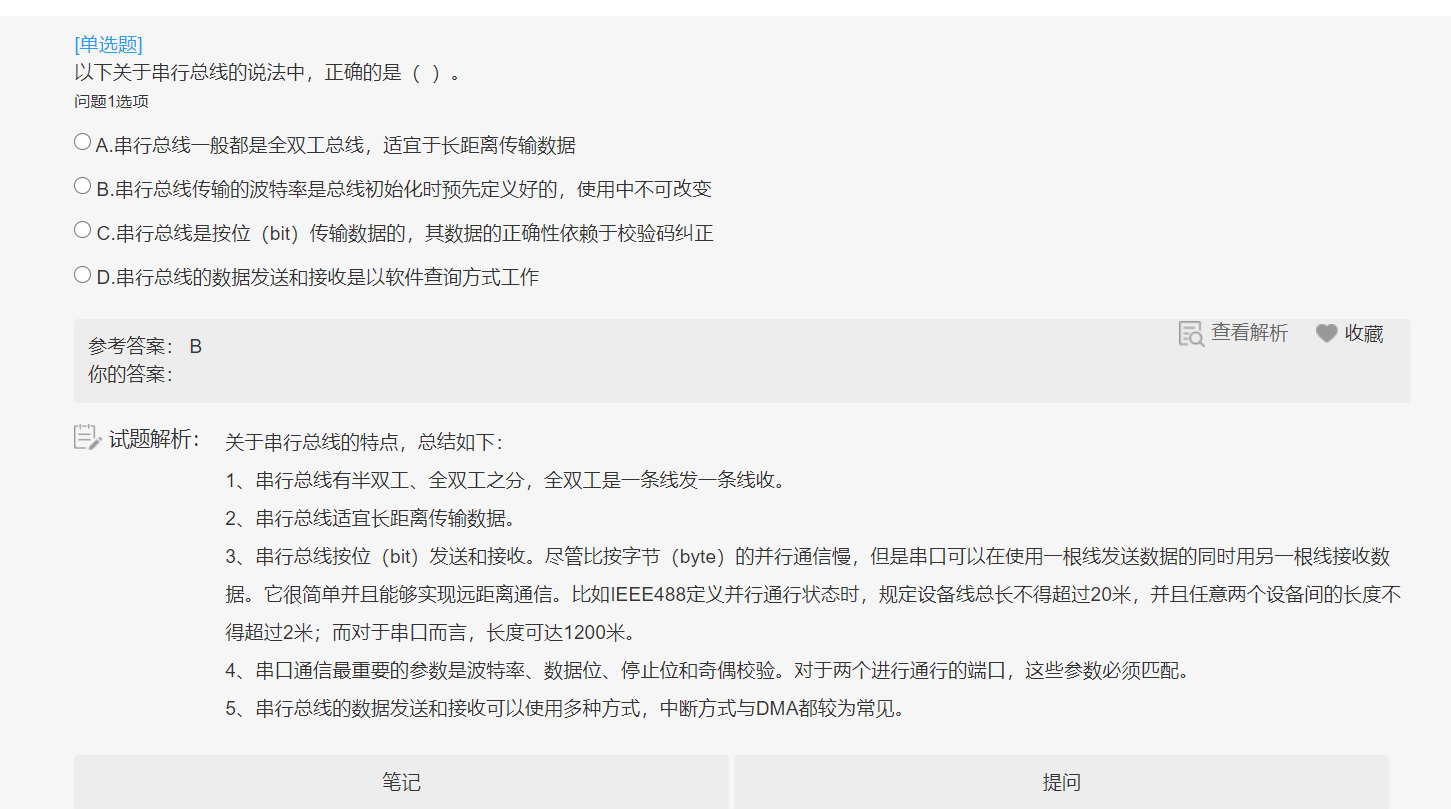 [单选题]
以下关于串行总线的说法中，正确的是（  ）。
问题1选项
A.串行总线一般都是全双工总线，适宜于长距离传输数据
B.串行总线传输的波特率是总线初始化时预先定义好的，使用中不可改变
C.串行总线是按位（bit）传输数据的，其数据的正确性依赖于校验码纠正
D.串行总线的数据发送和接收是以软件查询方式工作
参考答案： B
查看解析
收藏
你的答案：
试题解析：
关于串行总线的特点，总结如下：
1、串行总线有半双工、全双工之分，全双工是一条线发一条线收。
2、串行总线适宜长距离传输数据。
3、串行总线按位（bit）发送和接收。尽管比按字节（byte）的并行通信慢，但是串口可以在使用一根线发送数据的同时用另一根线接收数
据。它很简单并且能够实现远距离通信。比如IEEE488定义并行通行状态时，规定设备线总长不得超过20米，并且任意两个设备间的长度不
得超过2米；而对于串口而言，长度可达1200米。
4、串口通信最重要的参数是波特率、数据位、停止位和奇偶校验。对于两个进行通行的端口，这些参数必须匹配。
5、串行总线的数据发送和接收可以使用多种方式，中断方式与DMA都较为常见。
笔记
提问